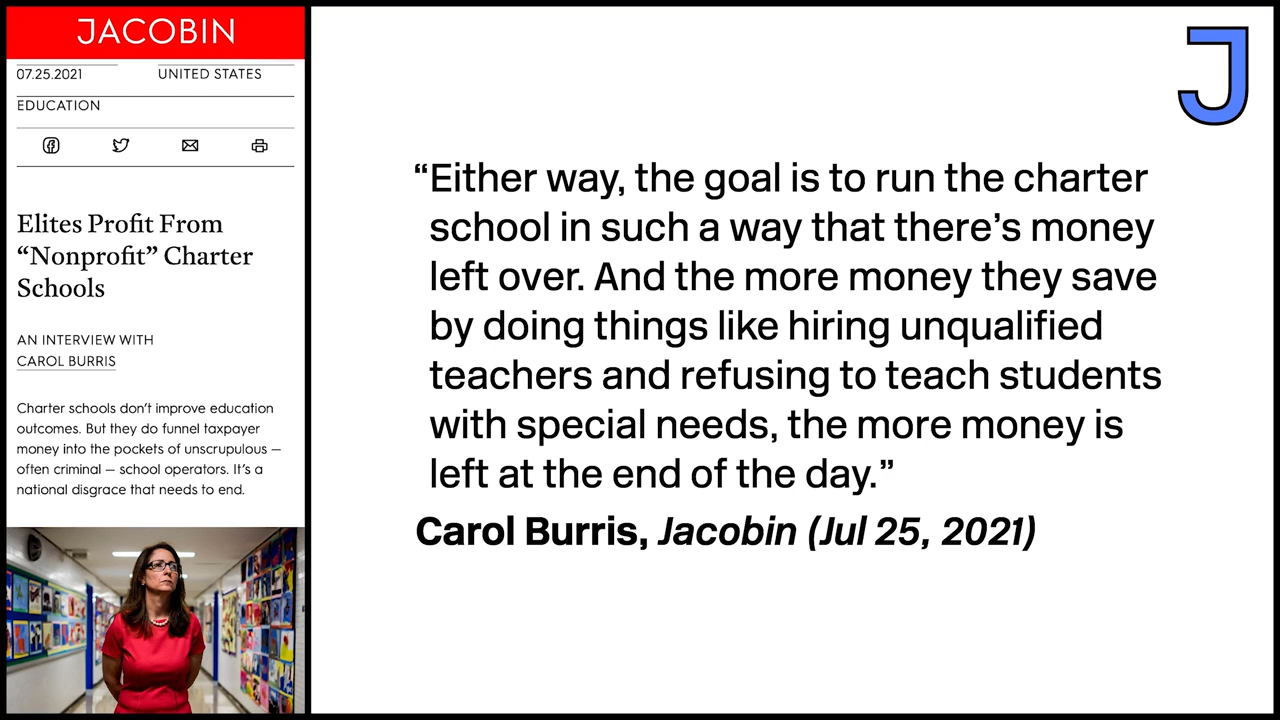 JACOBIN
07.25.2021
UNITED STATES
EDUCATION
Elites Profit From
“Nonprofit” Charter
Schools
AN INTERVIEW WITH
CAROL BURRIS
Charter schools don’t improve education
outcomes. But they do funnel taxpayer
money into the pockets of unscrupulous —
often criminal — school operators. It’s a
national disgrace that needs to end.
J
“Either way, the goal is to run the charter
school in such a way that there’s money
left over. And the more money they save
by doing things like hiring unqualified
teachers and refusing to teach students
with special needs, the more money is
left at the end of the day.”
Carol Burris, Jacobin (Jul 25, 2021)